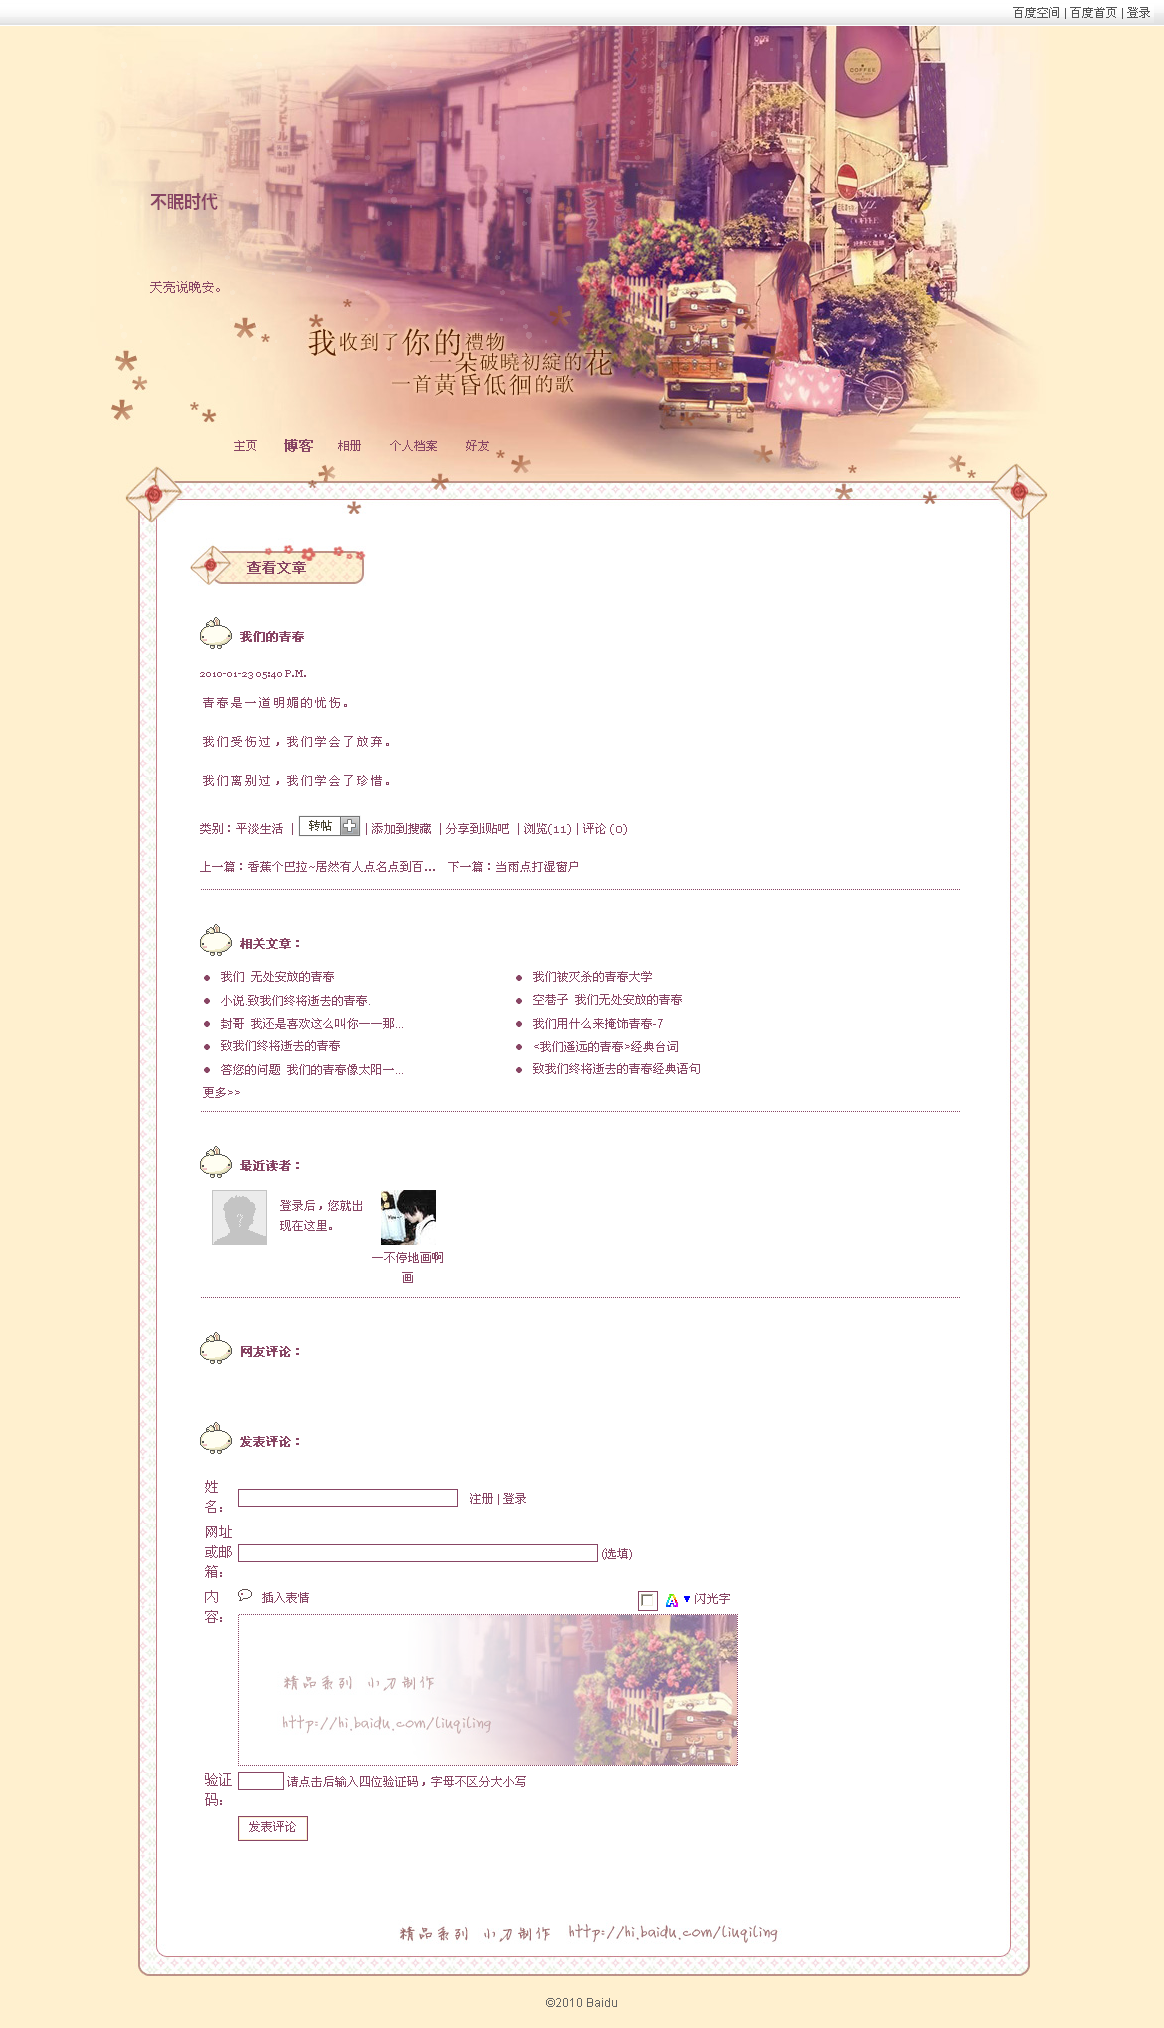 百度空间 | 百度首页 | 登录
COFFEE
不眠时代
天亮说晚安。
我收到了你的禮物
一朵破曉初綻的花
一首黃昏低徊的歌
主页 博客 相册 个人档案 好友
查看文章
我们的青春
2010-01-23 05:40 P.M.
青春是一道明媚的忧伤。
我们受伤过，我们学会了放弃。
我们离别过，我们学会了珍惜。
类别：平淡生活 | 转帖 | 添加到搜藏 | 分享到i贴吧 | 浏览(11) | 评论 (0)
上一篇：香蕉个巴拉~居然有人点名点到百... 下一篇：当雨点打湿窗户
相关文章：
我们 无处安放的青春 我们被灭杀的青春大学
小说.致我们终将逝去的青春. 空巷子 我们无处安放的青春
封哥 我还是喜欢这么叫你一一那... 我们用什么来掩饰青春-7
致我们终将逝去的青春 <我们遥远的青春>经典台词
答您的问题 我们的青春像太阳一... 致我们终将逝去的青春经典语句
更多>>
最近读者：
登录后，您就出
现在这里。
一不停地画啊
画
网友评论：
发表评论：
姓
名： 注册 | 登录
网址
或邮
箱： (选填)
内
容： 插入表情 闪光字
精品系列 小刀制作
http://hi.baidu.com/liuqiling
验证
码： 请点击后输入四位验证码，字母不区分大小写
发表评论
精品系列 小刀制作 http://hi.baidu.com/liuqiling
©2010 Baidu